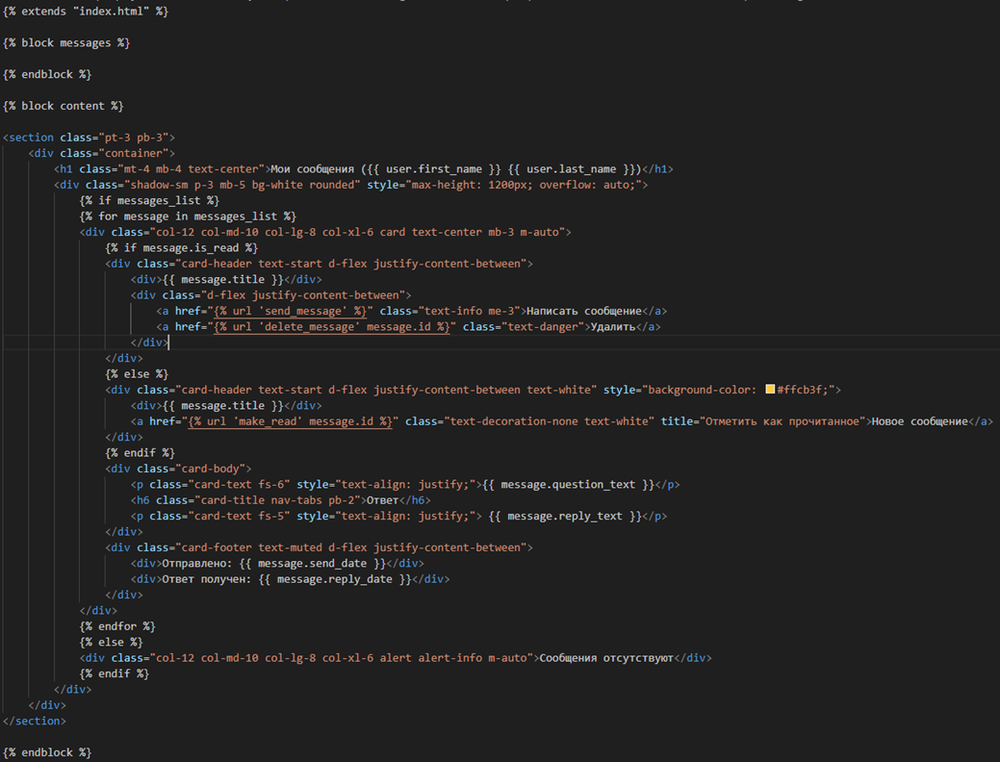 {% extends "index.html" %}
{% block messages %}
{% endblock %}
{% block content %}
<section class="pt-3 pb-3">
<div class="container">
<h1 class="mt-4 mb-4 text-center">Мои сообщения ({{ user.first_name }} {{ user.last_name }})</h1>
<div class="shadow-sm p-3 mb-5 bg-white rounded" style="max-height: 1200px; overflow: auto;">
{% if messages_list %}
{% for message in messages_list %}
<div class="col-12 col-md-10 col-lg-8 col-xl-6 card text-center mb-3 m-auto">
{% if message.is_read %}
<div class="card-header text-start d-flex justify-content-between">
<div>{{ message.title }}</div>
<div class="d-flex justify-content-between">
<a href="{% url 'send_message' %}" class="text-info me-3">Написать сообщение</a>
<a href="{% url 'delete_message' message.id %}" class="text-danger">Удалить</a>
</div>
</div>
{% else %}
<div class="card-header text-start d-flex justify-content-between text-white" style="background-color: #ffcb3f;">
<div>{{ message.title }}</div>
<a href="{% url 'make_read' message.id %}" class="text-decoration-none text-white" title="Отметить как прочитанное">Новое сообщение</a>
</div>
{% endif %}
<div class="card-body">
<p class="card-text fs-6" style="text-align: justify;">{{ message.question_text }}</p>
<h6 class="card-title nav-tabs pb-2">Ответ</h6>
<p class="card-text fs-5" style="text-align: justify;"> {{ message.reply_text }}</p>
</div>
<div class="card-footer text-muted d-flex justify-content-between">
<div>Отправлено: {{ message.send_date }}</div>
<div>Ответ получен: {{ message.reply_date }}</div>
</div>
</div>
{% endfor %}
{% else %}
<div class="col-12 col-md-10 col-lg-8 col-xl-6 alert alert-info m-auto">Сообщения отсутствуют</div>
{% endif %}
</div>
</div>
</section>
{% endblock %}